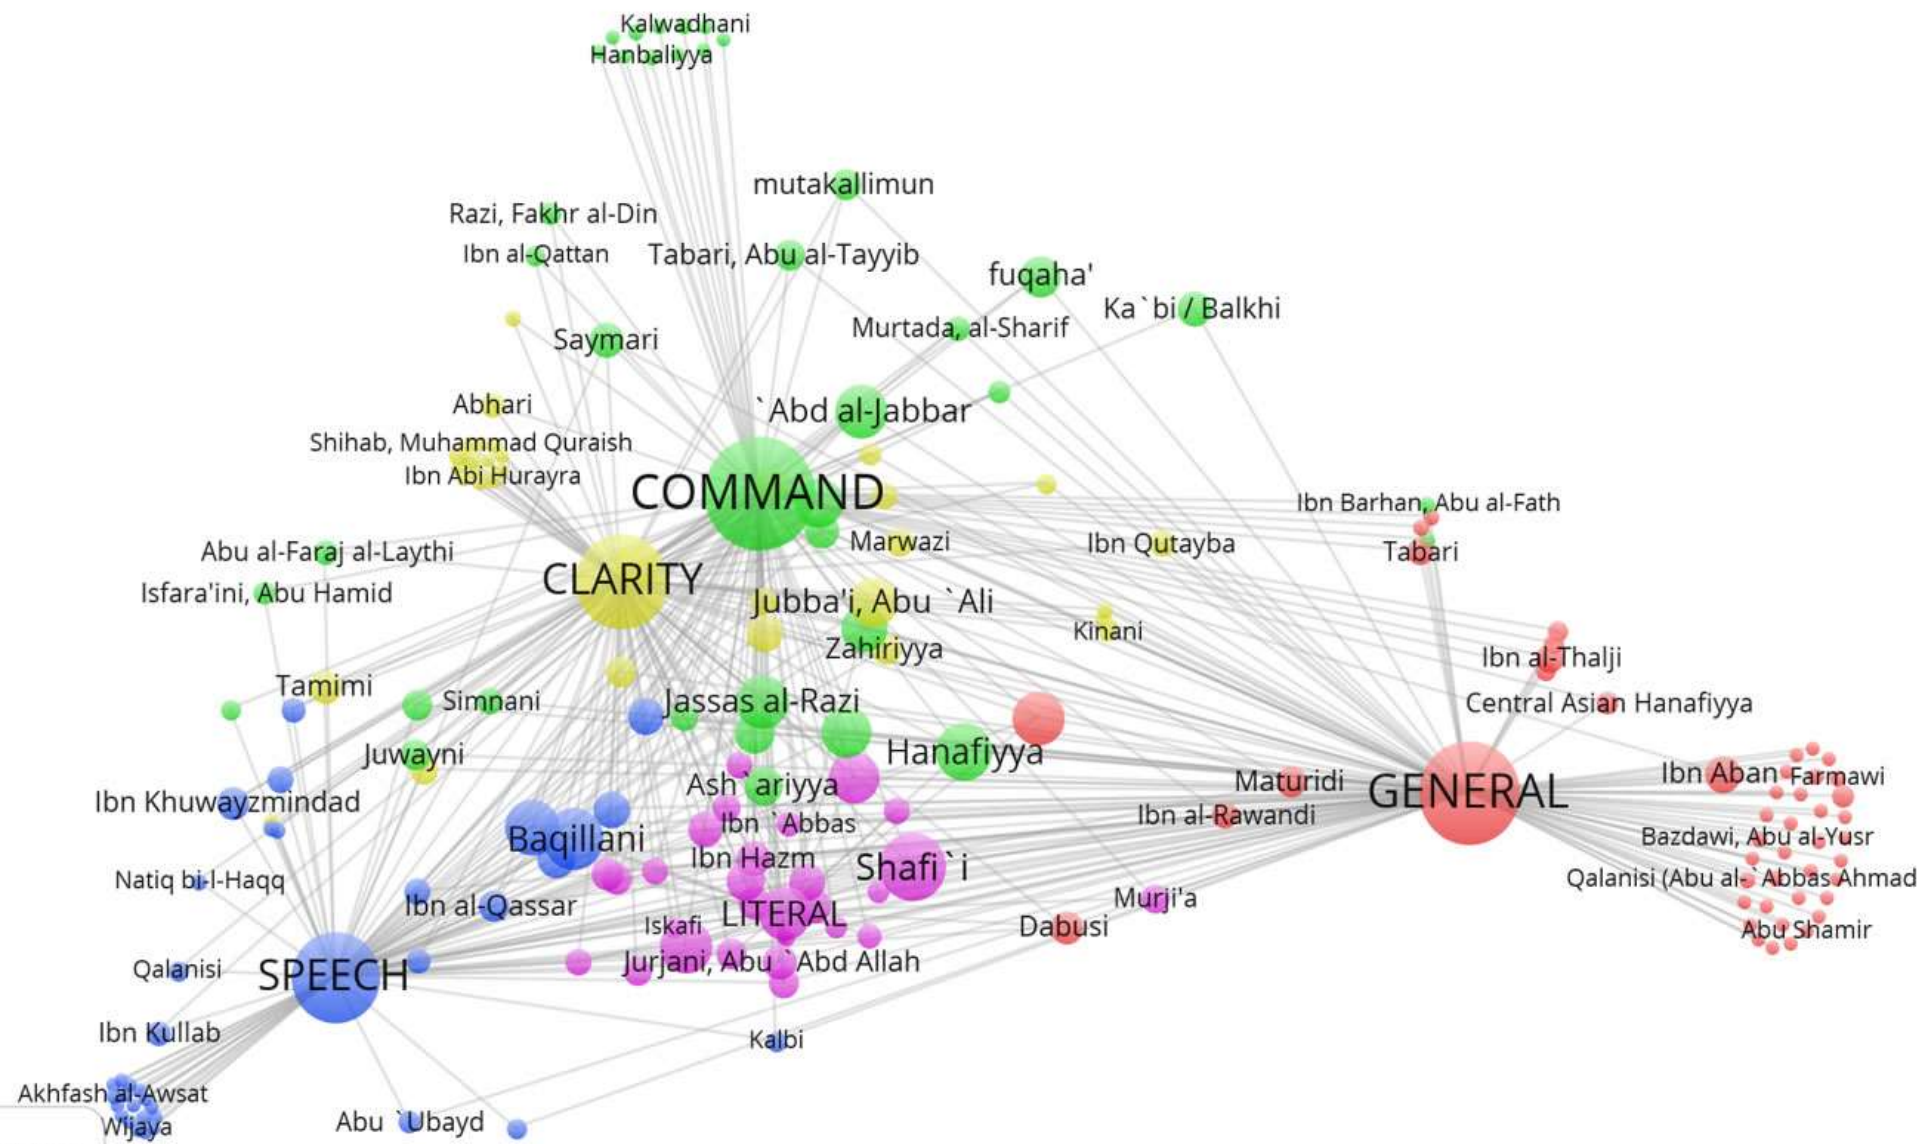 Kalwadhani
Hanbaliyya
mutakallimun
Razi, Fakhr al-Din
Ibn al-Qattan
Tabari, Abu al-Tayyib
fuqaha'
Ka`bi / Balkhi
Murtada, al-Sharif
Saymari
Abhari
`Abd al-Jabbar
Shihab, Muhammad Quraish
Ibn Abi Hurayra
COMMAND
Ibn Barhan, Abu al-Fath
Abu al-Faraj al-Laythi
Marwazi
Ibn Qutayba
Tabari
CLARITY
Isfara'ini, Abu Hamid
Jubba'i, Abu `Ali
Kinani
Zahiriyya
Ibn al-Thalji
Tamimi
Simnani
Jassas al-Razi
Central Asian Hanafiyya
Juwayni
Hanafiyya
Ash`ariyya
Maturidi
GENERAL
Ibn Aban
Farmawi
Ibn Khuwayzmindad
Ibn al-Rawandi
Baqillani
Ibn `Abbas
Bazdawi, Abu al-Yusr
Ibn Hazm
Shafi`i
Natiq bi-l-Haqq
Qalanisi (Abu al-`Abbas Ahmad
Ibn al-Qassar
LITERAL
Murji'a
Iskafi
Dabusi
Abu Shamir
Qalanisi
SPEECH
Jurjani, Abu `Abd Allah
Ibn Kullab
Kalbi
Akhfash al-Awsat
Abu `Ubayd
Wijaya